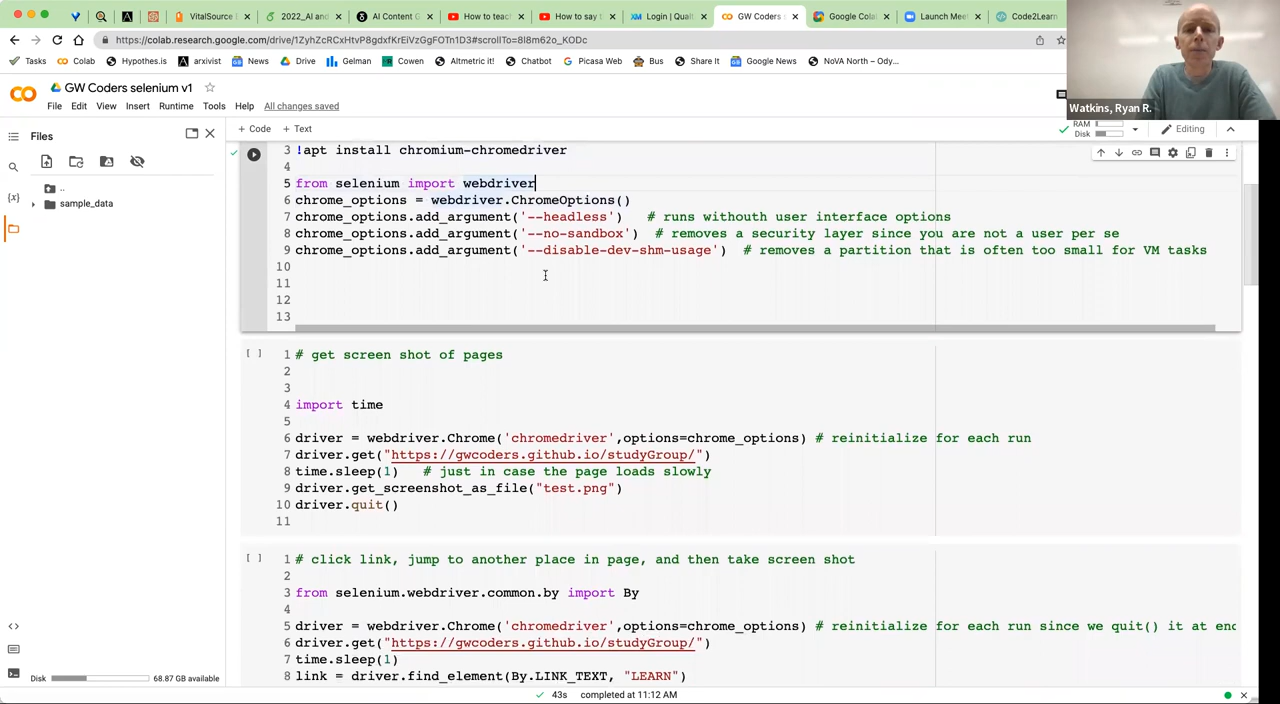 VitalSource
2022_AI and
AI Content G
How to teac
How to say t
Login | Quali
GW Coders s
Google Cola
Launch Meet
Code2Learn
https://colab.research.google.com/drive/1ZyhZcRCxHtvP8gdxfKrEiVzGgFOTn1D3#scrollTo=8I8m62o_KODc
Tasks
Colab
Hypothes.is
arxivist
News
Drive
Gelman
Cowen
Altmetric it!
Chatbot
Picasa Web
Bus
Share It
Google News
NoVA North – Ody...
Watkins, Ryan R.
GW Coders selenium v1
File Edit View Insert Runtime Tools Help All changes saved
Files
+ Code + Text
RAM
Disk
Editing
..
sample_data
3 !apt install chromium-chromedriver
4
5 from selenium import webdriver
6 chrome_options = webdriver.ChromeOptions()
7 chrome_options.add_argument('--headless') # runs withouth user interface options
8 chrome_options.add_argument('--no-sandbox') # removes a security layer since you are not a user per se
9 chrome_options.add_argument('--disable-dev-shm-usage') # removes a partition that is often too small for VM tasks
10
11
12
13
[ ] 1 # get screen shot of pages
2
3
4 import time
5
6 driver = webdriver.Chrome('chromedriver',options=chrome_options) # reinitialize for each run
7 driver.get("https://gwcoders.github.io/studyGroup/")
8 time.sleep(1) # just in case the page loads slowly
9 driver.get_screenshot_as_file("test.png")
10 driver.quit()
11
[ ] 1 # click link, jump to another place in page, and then take screen shot
2
3 from selenium.webdriver.common.by import By
4
5 driver = webdriver.Chrome('chromedriver',options=chrome_options) # reinitialize for each run since we quit() it at end
6 driver.get("https://gwcoders.github.io/studyGroup/")
7 time.sleep(1)
8 link = driver.find_element(By.LINK_TEXT, "LEARN")
Disk 68.87 GB available
43s completed at 11:12 AM